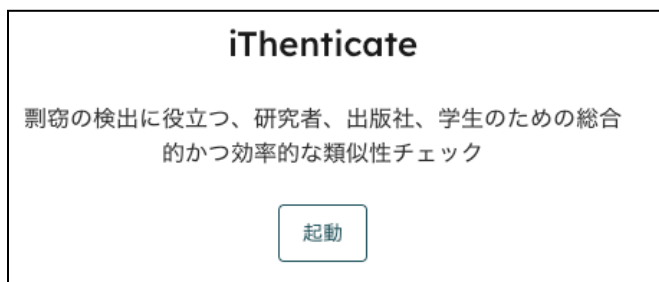 iThenticate
剽窃の検出に役立つ、研究者、出版社、学生のための総合
的かつ効率的な類似性チェック
起動